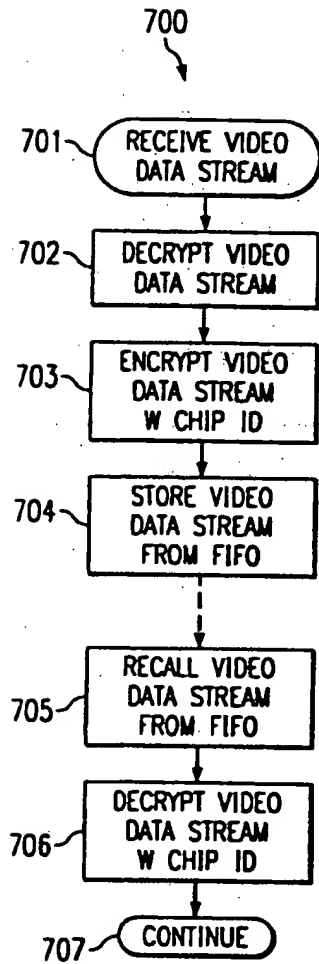 700
701
RECEIVE VIDEO
DATA STREAM
702
DECRYPT VIDEO
DATA STREAM
703
ENCRYPT VIDEO
DATA STREAM
W CHIP ID
704
STORE VIDEO
DATA STREAM
FROM FIFO
705
RECALL VIDEO
DATA STREAM
FROM FIFO
706
DECRYPT VIDEO
DATA STREAM
W CHIP ID
707
CONTINUE